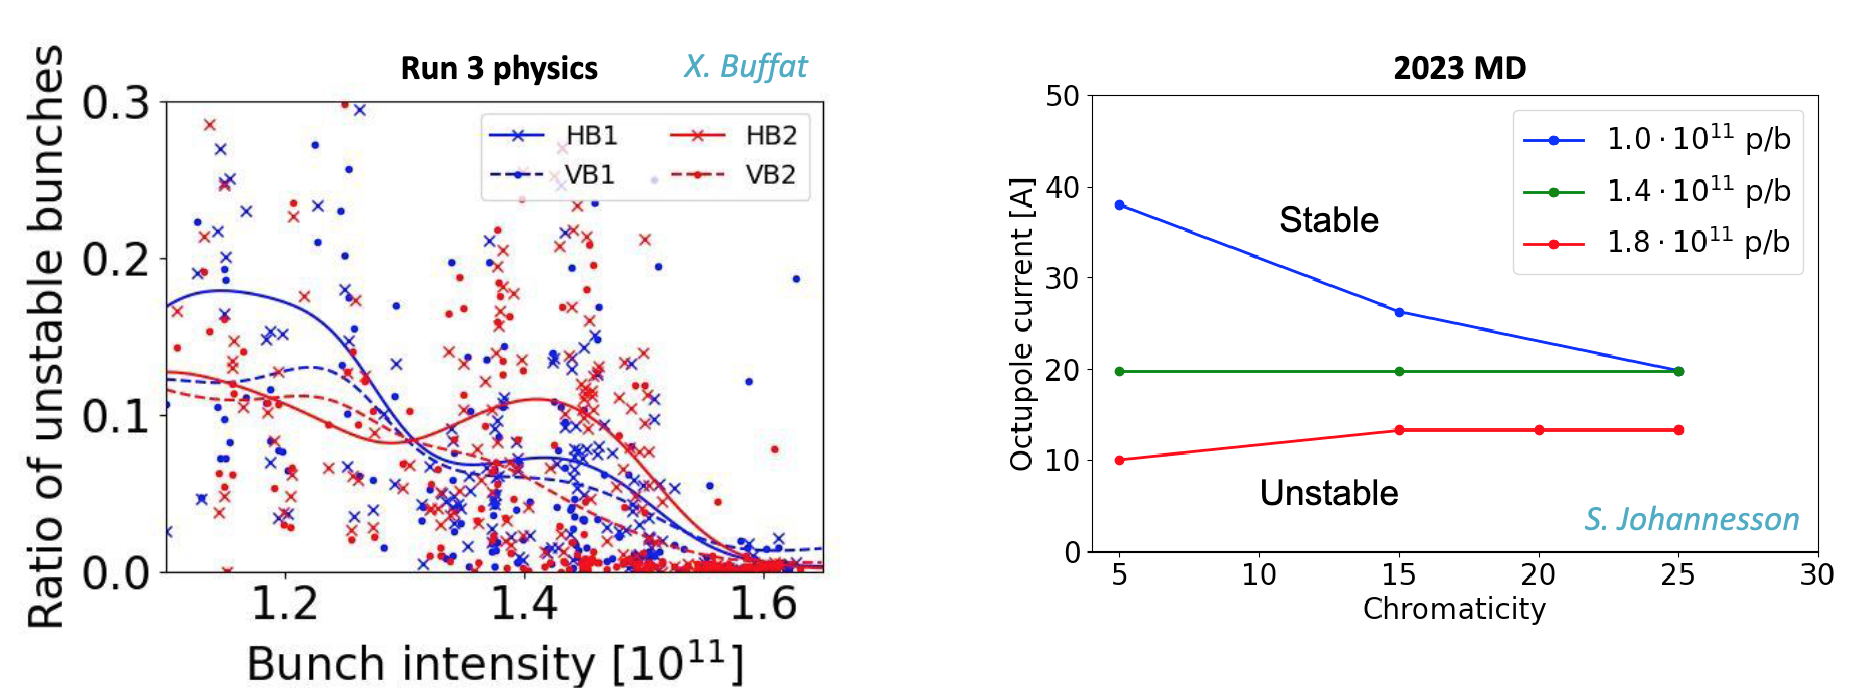 Run 3 physics
X. Buffat
Ratio of unstable bunches
0.3
0.2
0.1
0.0
HB1
HB2
VB1
VB2
1.2
1.4
1.6
Bunch intensity [10¹¹]
2023 MD
Octupole current [A]
50
40
30
20
10
0
1.0 · 10¹¹ p/b
1.4 · 10¹¹ p/b
1.8 · 10¹¹ p/b
Stable
Unstable
S. Johannesson
5
10
15
20
25
30
Chromaticity